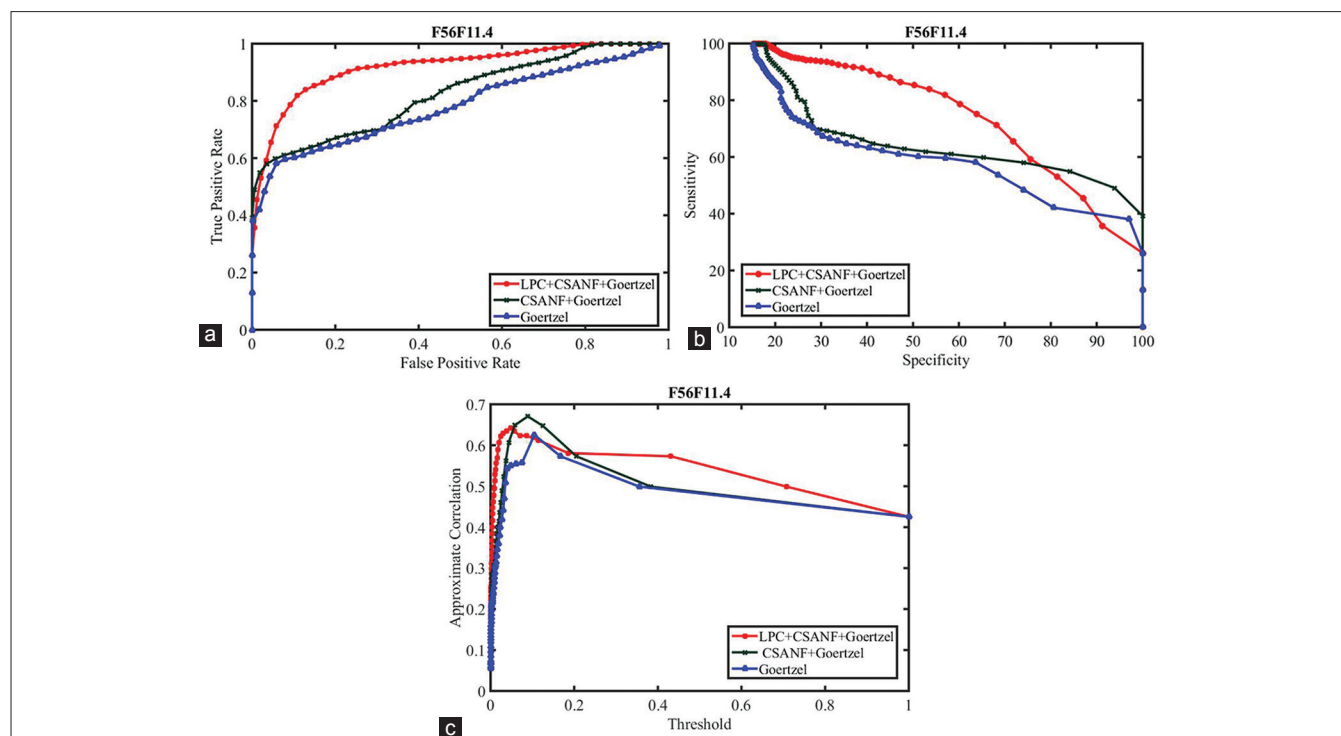 F56F11.4
1
0.8
0.6
0.4
0.2
0
True Pasitive Rate
0 0.2 0.4 0.6 0.8 1
False Positive Rate
LPC+CSANF+Goertzel
CSANF+Goertzel
Goertzel
a
F56F11.4
100
80
60
40
20
0
Sensitivity
10 20 30 40 50 60 70 80 90 100
Specificity
LPC+CSANF+Goertzel
CSANF+Goertzel
Goertzel
b
F56F11.4
0.7
0.6
0.5
0.4
0.3
0.2
0.1
0
Approximate Correlation
0 0.2 0.4 0.6 0.8 1
Threshold
LPC+CSANF+Goertzel
CSANF+Goertzel
Goertzel
c